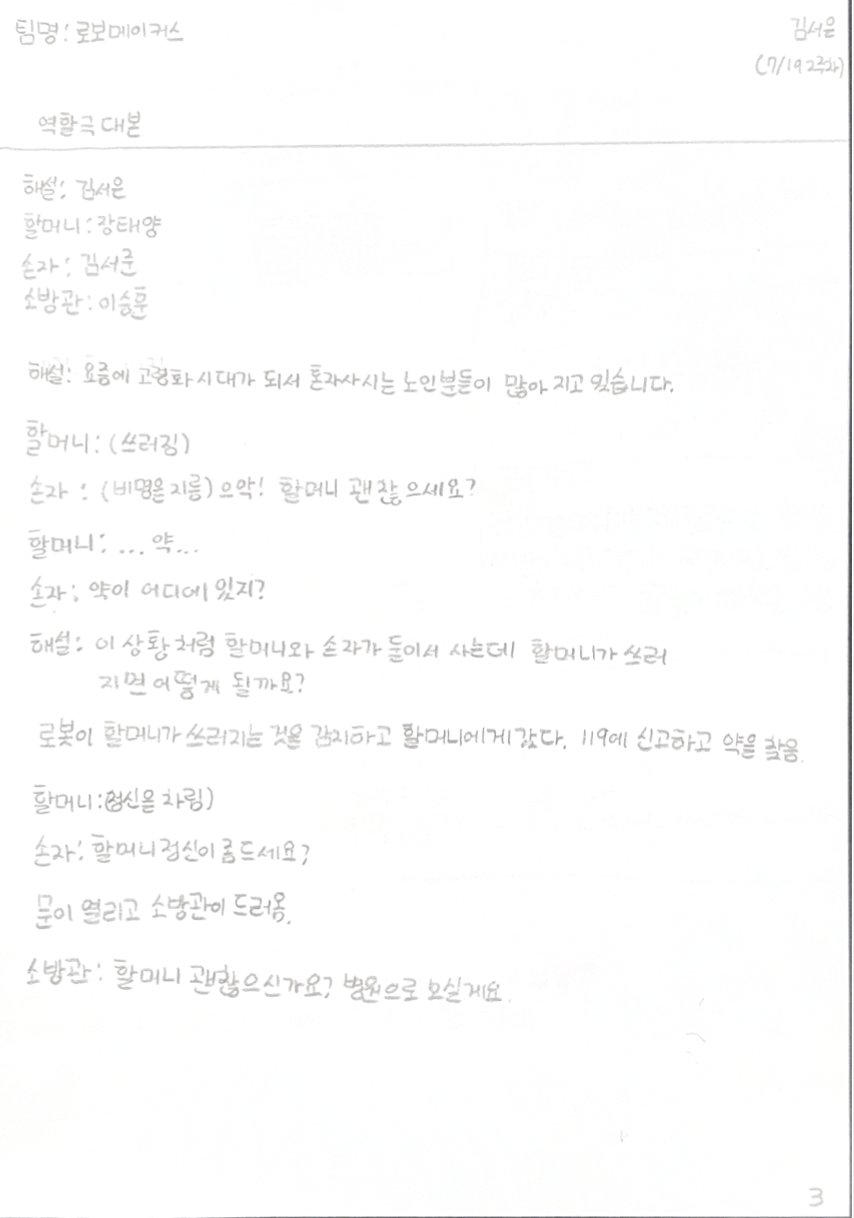 팀명: 로보메이커스
김서은
(7/19 2주차)
역할극 대본
해설: 김서은
할머니: 장태양
손자: 김서준
소방관: 이승훈
해설: 요즘에 고령화시대가 되서 혼자사시는 노인분들이 많아 지고 있습니다.
할머니: (쓰러짐)
손자: (비명을 지름) 으악! 할머니 괜찮으세요?
할머니: ... 약...
손자: 약이 어디에 있지?
해설: 이 상황처럼 할머니와 손자가 둘이서 사는데 할머니가 쓰러
지면 어떻게 될까요?
로봇이 할머니가 쓰러지는 것을 감지하고 할머니에게 갔다. 119에 신고하고 약을 찾음.
할머니:(정신을 차림)
손자: 할머니 정신이 좀 드세요?
문이 열리고 소방관이 드러옴.
소방관: 할머니 괜찮으신가요? 병원으로 모실게요.
3